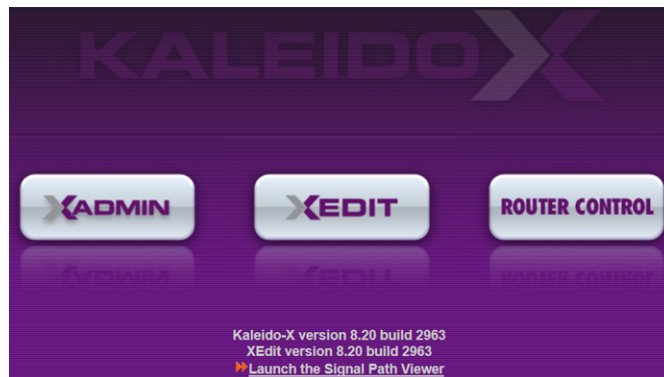 KALEIDO X
XADMIN XEDIT ROUTER CONTROL
Kaleido-X version 8.20 build 2963
XEdit version 8.20 build 2963
Launch the Signal Path Viewer